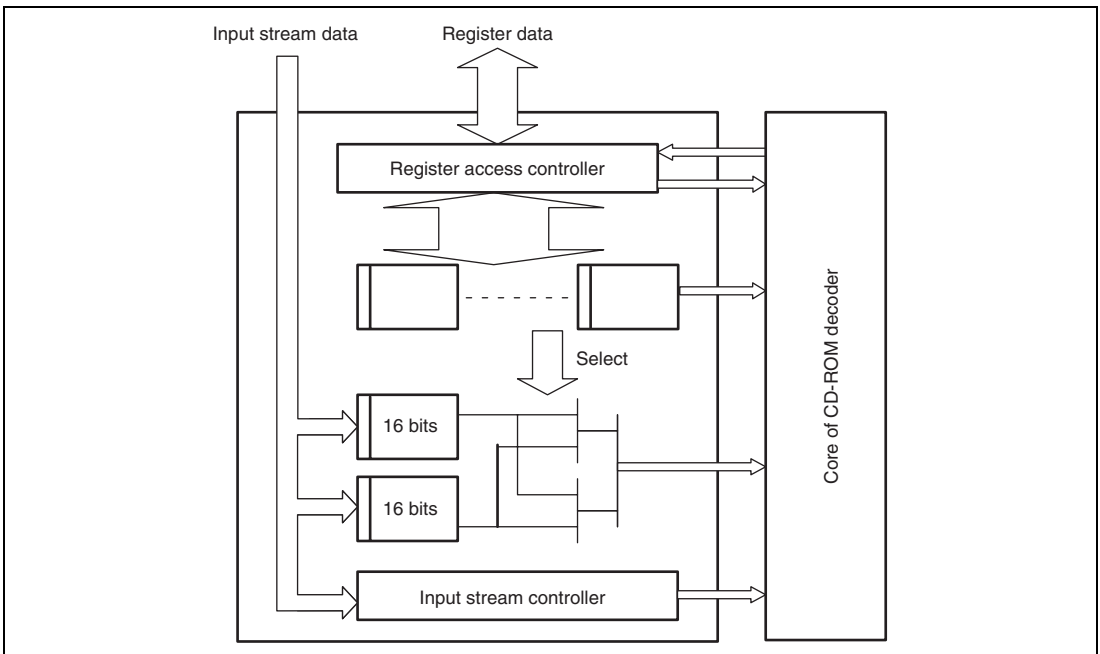 Input stream data
Register data
Register access controller
Select
16 bits
16 bits
Input stream controller
Core of CD-ROM decoder